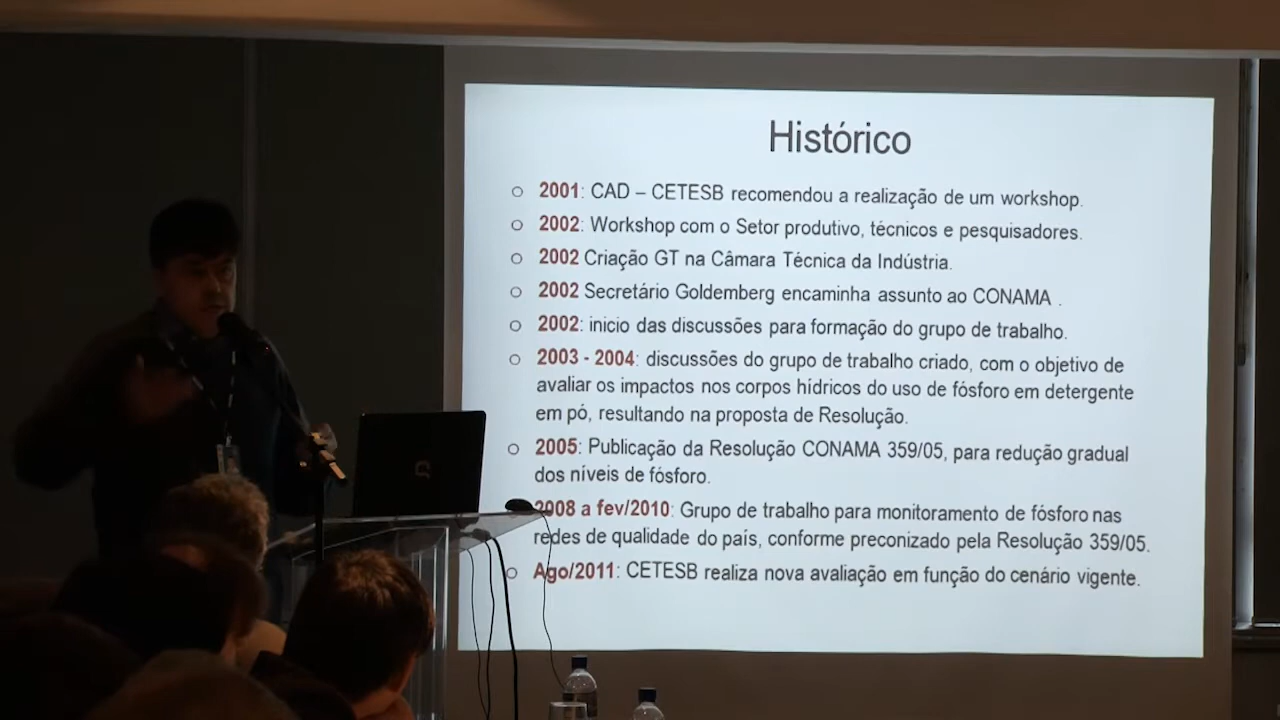 Histórico
2001: CAD – CETESB recomendou a realização de um workshop.
2002: Workshop com o Setor produtivo, técnicos e pesquisadores.
2002 Criação GT na Câmara Técnica da Indústria.
2002 Secretário Goldemberg encaminha assunto ao CONAMA .
2002: inicio das discussões para formação do grupo de trabalho.
2003 - 2004: discussões do grupo de trabalho criado, com o objetivo de
avaliar os impactos nos corpos hídricos do uso de fósforo em detergente
em pó, resultando na proposta de Resolução.
2005: Publicação da Resolução CONAMA 359/05, para redução gradual
dos níveis de fósforo.
2008 a fev/2010: Grupo de trabalho para monitoramento de fósforo nas
redes de qualidade do país, conforme preconizado pela Resolução 359/05.
Ago/2011: CETESB realiza nova avaliação em função do cenário vigente.